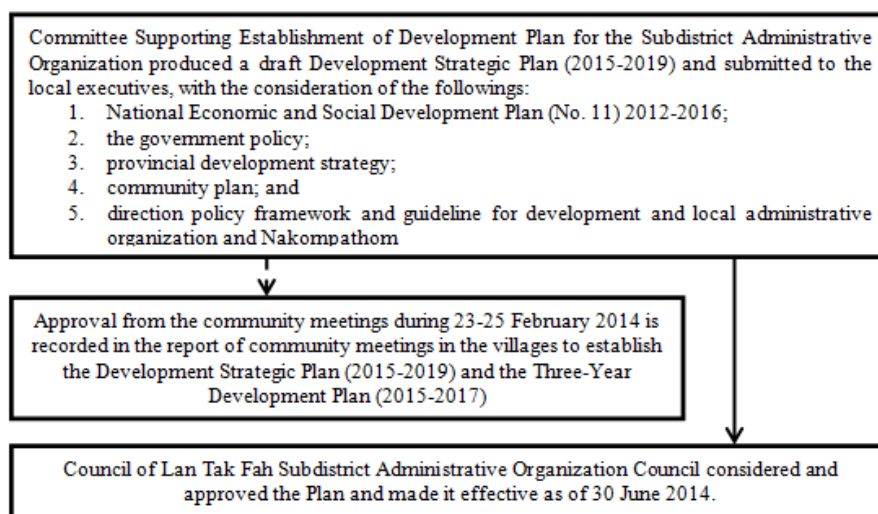 Committee Supporting Establishment of Development Plan for the Subdistrict Administrative
Organization produced a draft Development Strategic Plan (2015-2019) and submitted to the
local executives, with the consideration of the followings:
1. National Economic and Social Development Plan (No. 11) 2012-2016;
2. the government policy;
3. provincial development strategy;
4. community plan; and
5. direction policy framework and guideline for development and local administrative
organization and Nakompathom
Approval from the community meetings during 23-25 February 2014 is
recorded in the report of community meetings in the villages to establish
the Development Strategic Plan (2015-2019) and the Three-Year
Development Plan (2015-2017)
Council of Lan Tak Fah Subdistrict Administrative Organization Council considered and
approved the Plan and made it effective as of 30 June 2014.